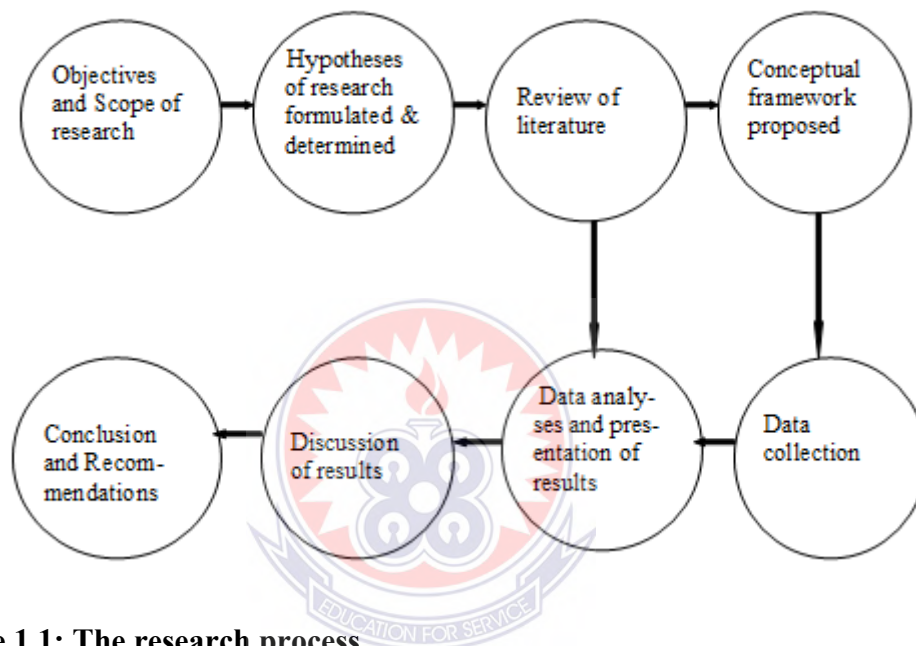 Objectives
and Scope of
research
Hypotheses
of research
formulated &
determined
Review of
literature
Conceptual
framework
proposed
Conclusion
and Recom-
mendations
Discussion
of results
Data analy-
ses and pres-
entation of
results
Data
collection
EDUCATION FOR SERVICE
e 1.1: The research process